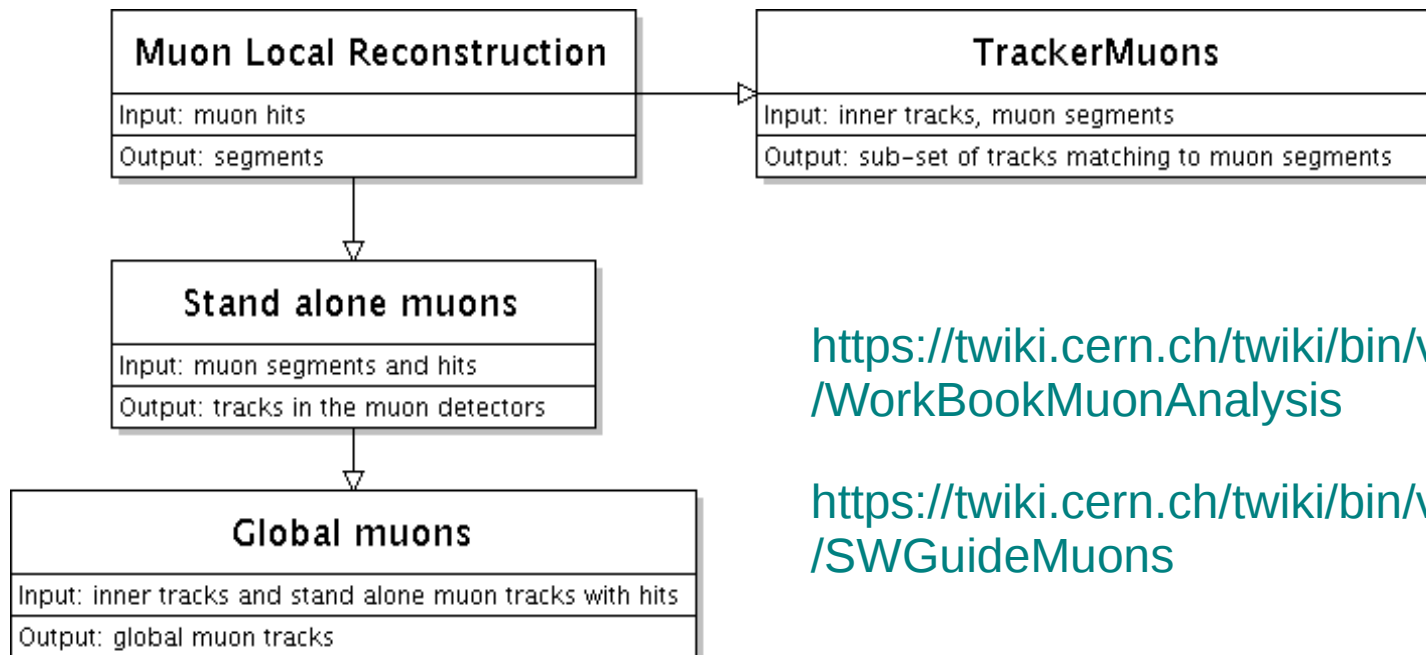 Muon Local Reconstruction
Input: muon hits
Output: segments
TrackerMuons
Input: inner tracks, muon segments
Output: sub-set of tracks matching to muon segments
Stand alone muons
Input: muon segments and hits
Output: tracks in the muon detectors
Global muons
Input: inner tracks and stand alone muon tracks with hits
Output: global muon tracks
https://twiki.cern.ch/twiki/bin/v
/WorkBookMuonAnalysis
https://twiki.cern.ch/twiki/bin/v
/SWGuideMuons